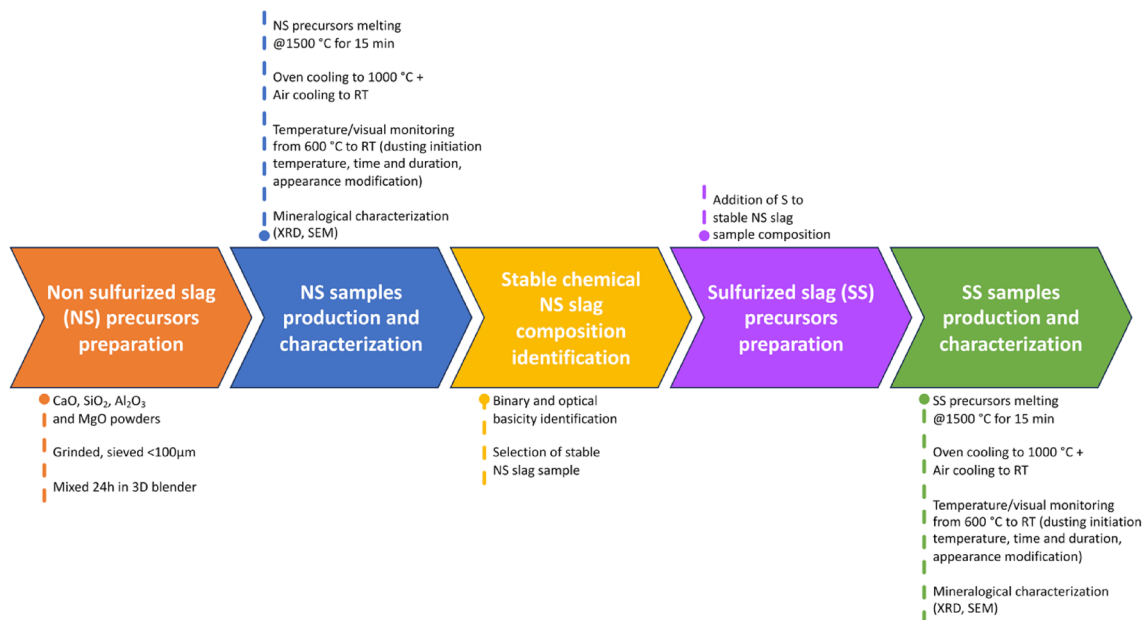 NS precursors melting
@1500 °C for 15 min
Oven cooling to 1000 °C +
Air cooling to RT
Temperature/visual monitoring
from 600 °C to RT (dusting initiation
temperature, time and duration,
appearance modification)
Mineralogical characterization
(XRD, SEM)
Addition of S to
stable NS slag
sample composition
Non sulfurized slag
(NS) precursors
preparation
NS samples
production and
characterization
Stable chemical
NS slag
composition
identification
Sulfurized slag (SS)
precursors
preparation
SS samples
production and
characterization
CaO, SiO₂, Al₂O₃
and MgO powders
Grinded, sieved <100µm
Mixed 24h in 3D blender
Binary and optical
basicity identification
Selection of stable
NS slag sample
SS precursors melting
@1500 °C for 15 min
Oven cooling to 1000 °C +
Air cooling to RT
Temperature/visual monitoring
from 600 °C to RT (dusting initiation
temperature, time and duration,
appearance modification)
Mineralogical characterization
(XRD, SEM)